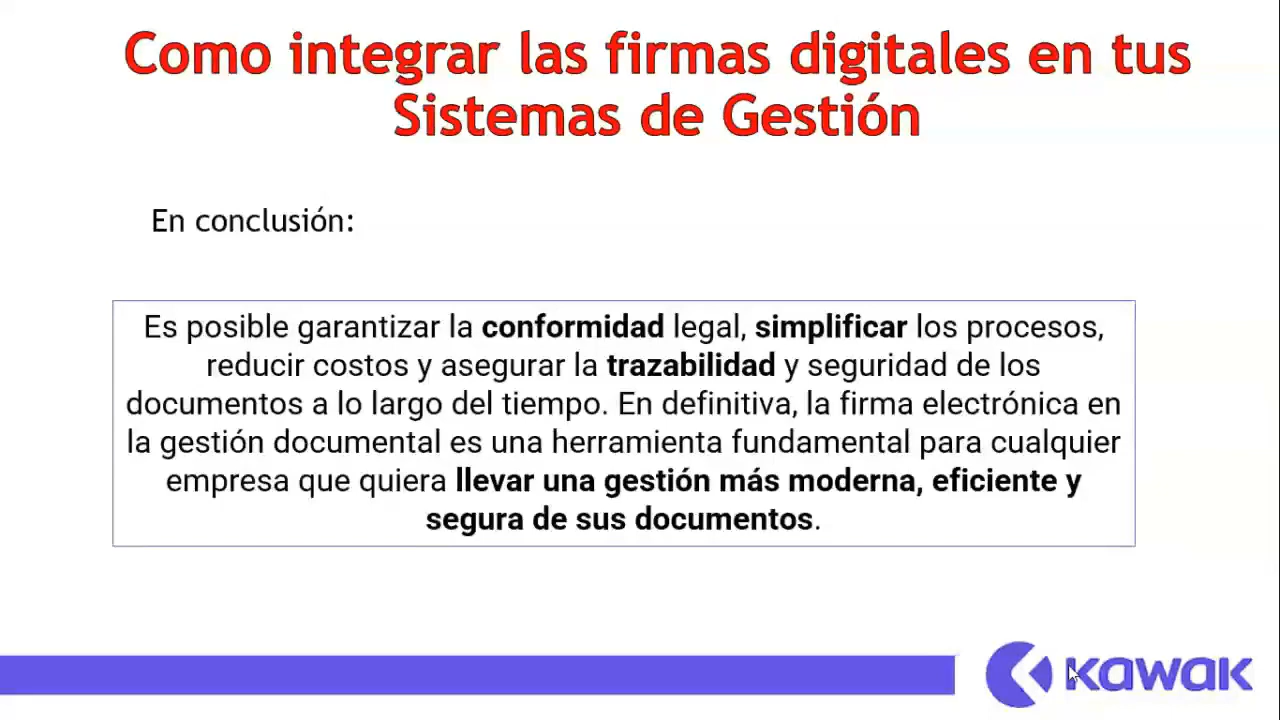 Como integrar las firmas digitales en tus
Sistemas de Gestión
En conclusión:
Es posible garantizar la conformidad legal, simplificar los procesos,
reducir costos y asegurar la trazabilidad y seguridad de los
documentos a lo largo del tiempo. En definitiva, la firma electrónica en
la gestión documental es una herramienta fundamental para cualquier
empresa que quiera llevar una gestión más moderna, eficiente y
segura de sus documentos.
KAWAK